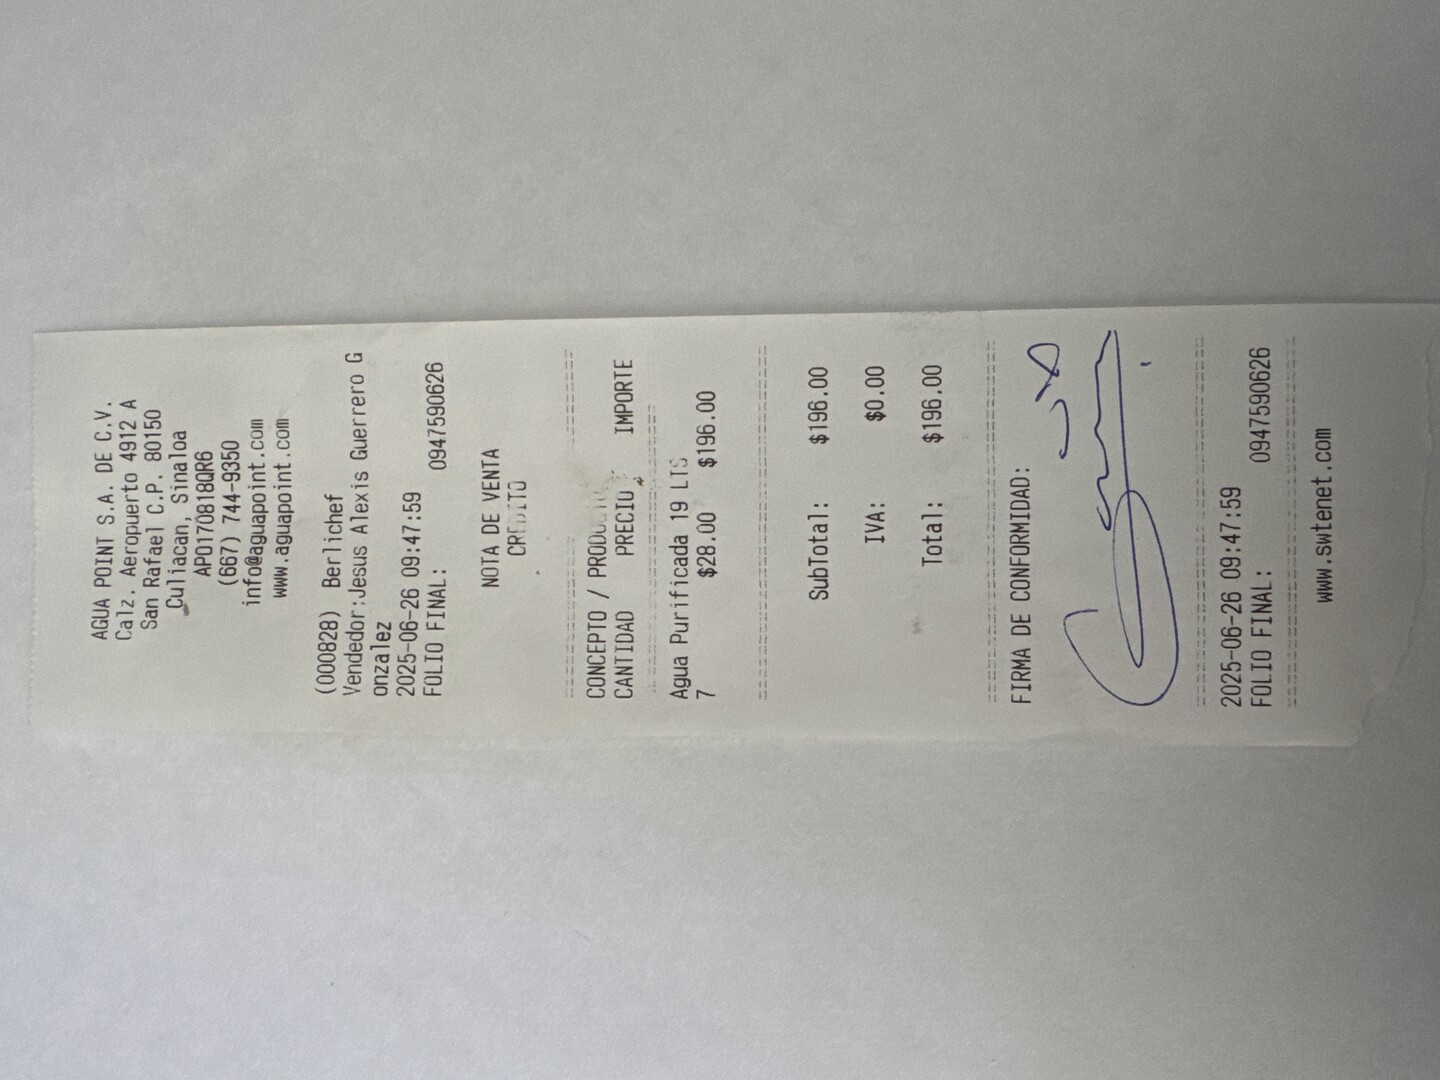 AGUA POINT S.A. DE C.V.
Calz. Aeropuerto 4912 A
San Rafael C.P. 80150
Culiacan, Sinaloa
APO170818QR6
(667) 744-9350
info@aguapoint.com
www.aguapoint.com
(000828) Berlichef
Vendedor:Jesus Alexis Guerrero G
onzalez
2025-06-26 09:47:59
FOLIO FINAL: 0947590626
NOTA DE VENTA
CREDITO
CONCEPTO / PRODUCTO
CANTIDAD PRECIO IMPORTE
Agua Purificada 19 LTS
7 $28.00 $196.00
SubTotal: $196.00
IVA: $0.00
Total: $196.00
FIRMA DE CONFORMIDAD:
2025-06-26 09:47:59
FOLIO FINAL: 0947590626
www.swtenet.com